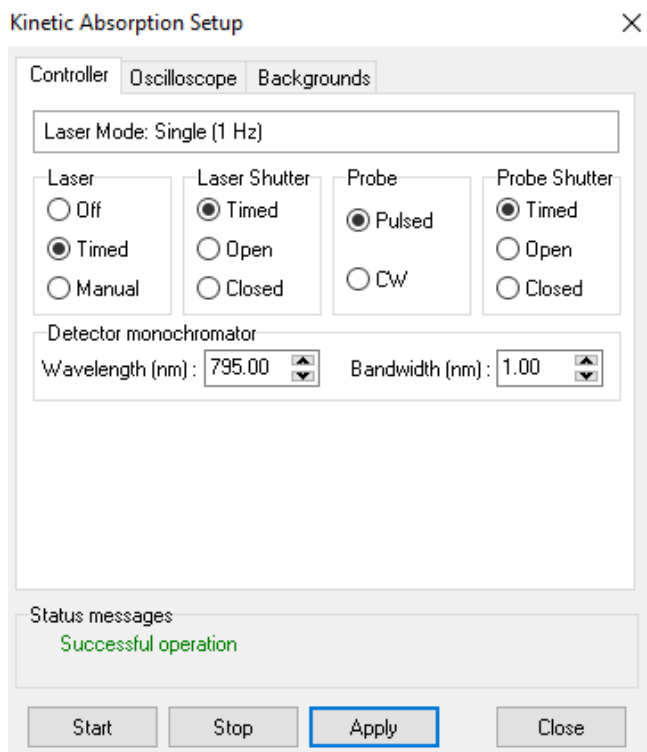 Kinetic Absorption Setup
Controller Oscilloscope Backgrounds
Laser Mode: Single (1 Hz)
Laser Laser Shutter Probe Probe Shutter
Off Timed Pulsed Timed
Timed Open CW Open
Manual Closed Closed
Detector monochromator
Wavelength (nm) : 795.00 Bandwidth (nm) : 1.00
Status messages
Successful operation
Start Stop Apply Close